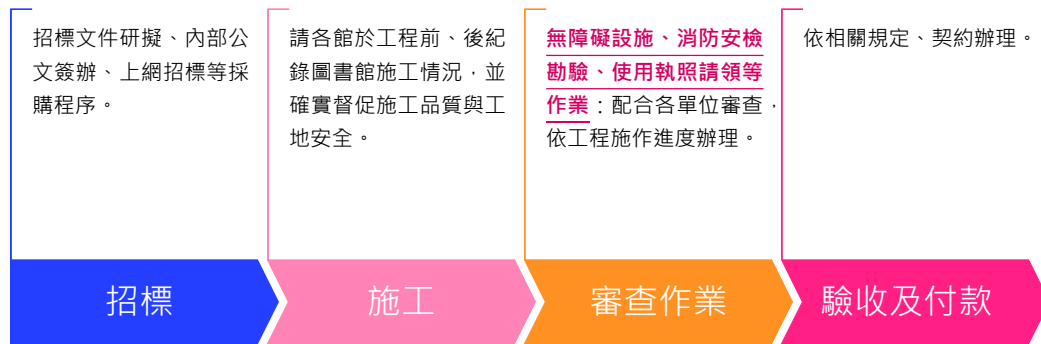 招標文件研擬、內部公
文簽辦、上網招標等採
購程序。
請各館於工程前、後紀
錄圖書館施工情況，並
確實督促施工品質與工
地安全。
無障礙設施、消防安檢
勘驗、使用執照請領等
作業：配合各單位審查，
依工程施作進度辦理。
依相關規定、契約辦理。
招標
施工
審查作業
驗收及付款